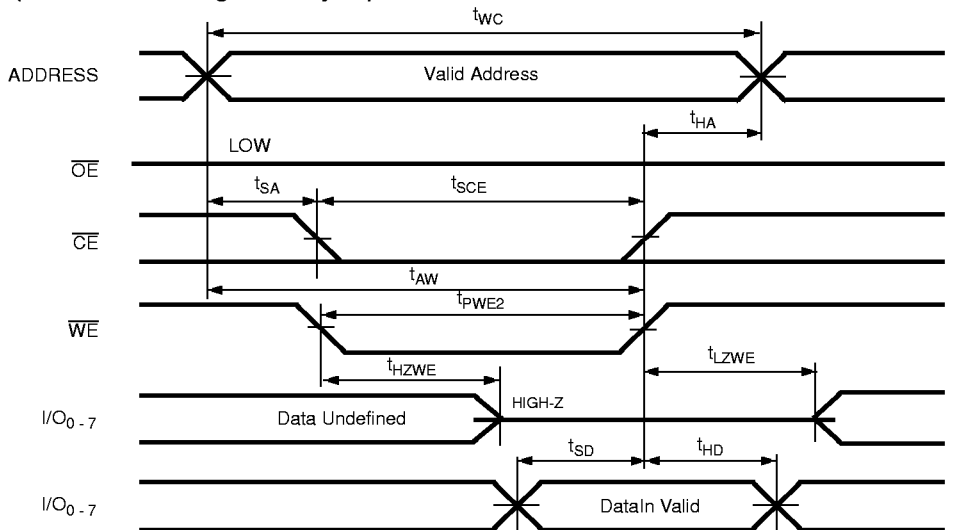 tWC
ADDRESS
Valid Address
tHA
LOW
OE
tSA
tSCE
CE
tAW
tPWE2
WE
tLZWE
tHZWE
I/O0 - 7
Data Undefined
HIGH-Z
tSD
tHD
I/O0 - 7
DataIn Valid